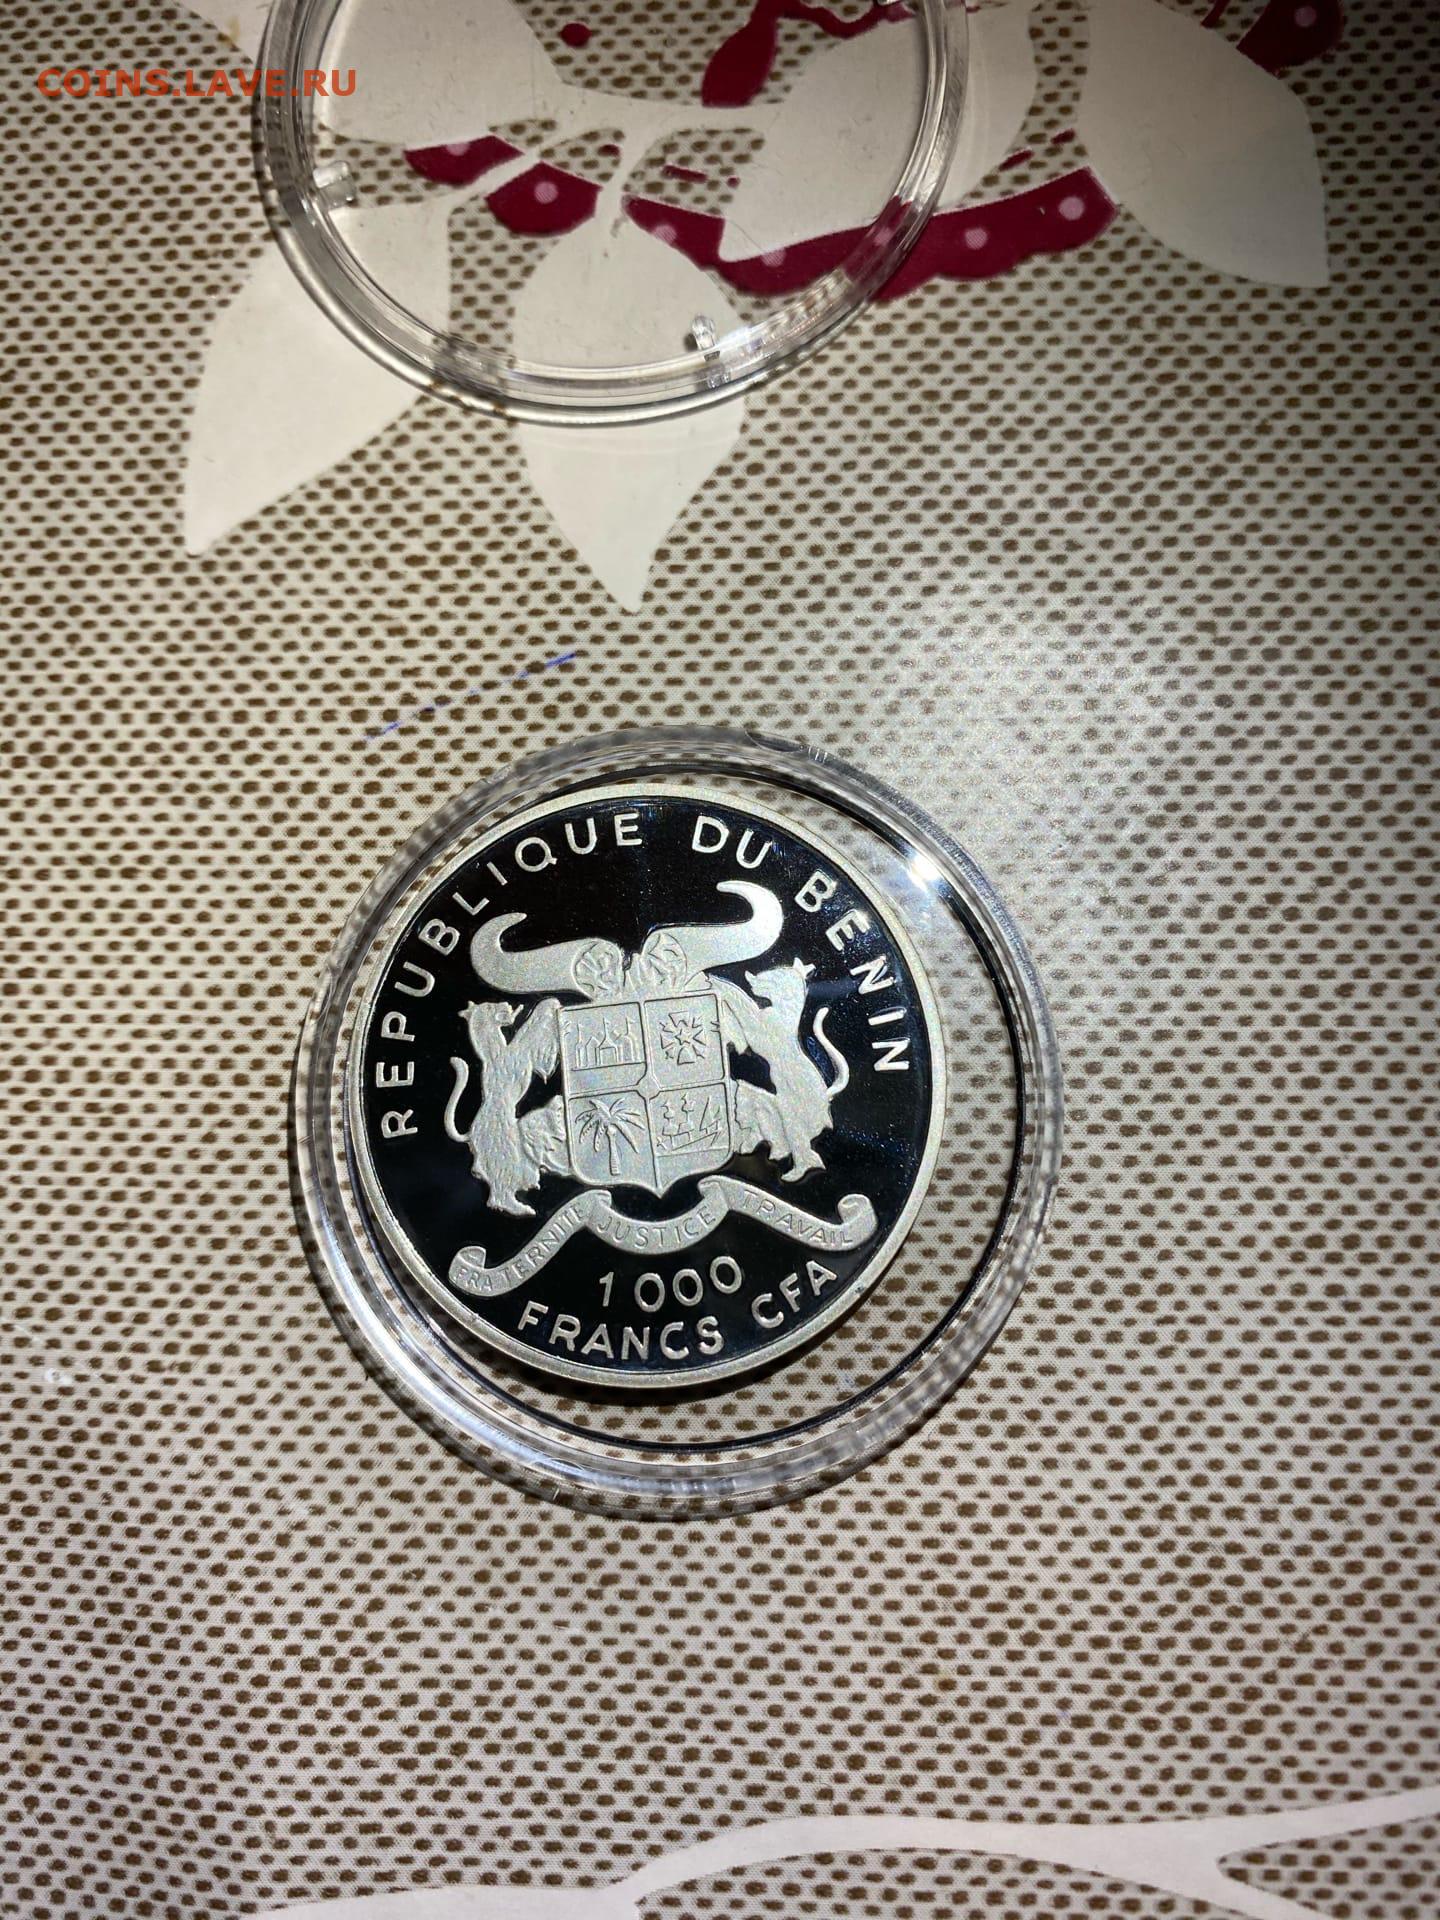 COINS.LAVE.RU
REPUBLIQUE DU BENIN
FRATERNITE JUSTICE TRAVAIL
1000
FRANCS CFA